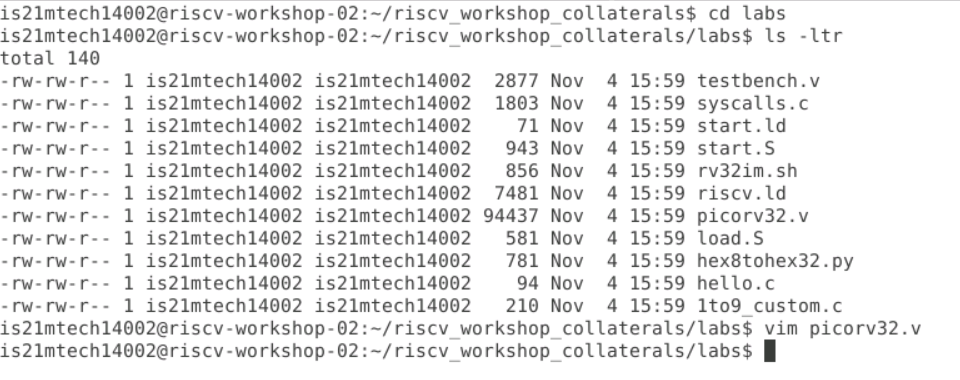 is21mtech14002@riscv-workshop-02:~/riscv_workshop_collaterals$ cd labs
is21mtech14002@riscv-workshop-02:~/riscv_workshop_collaterals/labs$ ls -ltr
total 140
-rw-rw-r-- 1 is21mtech14002 is21mtech14002  2877 Nov  4 15:59 testbench.v
-rw-rw-r-- 1 is21mtech14002 is21mtech14002  1803 Nov  4 15:59 syscalls.c
-rw-rw-r-- 1 is21mtech14002 is21mtech14002    71 Nov  4 15:59 start.ld
-rw-rw-r-- 1 is21mtech14002 is21mtech14002   943 Nov  4 15:59 start.S
-rw-rw-r-- 1 is21mtech14002 is21mtech14002   856 Nov  4 15:59 rv32im.sh
-rw-rw-r-- 1 is21mtech14002 is21mtech14002  7481 Nov  4 15:59 riscv.ld
-rw-rw-r-- 1 is21mtech14002 is21mtech14002 94437 Nov  4 15:59 picorv32.v
-rw-rw-r-- 1 is21mtech14002 is21mtech14002   581 Nov  4 15:59 load.S
-rw-rw-r-- 1 is21mtech14002 is21mtech14002   781 Nov  4 15:59 hex8tohex32.py
-rw-rw-r-- 1 is21mtech14002 is21mtech14002    94 Nov  4 15:59 hello.c
-rw-rw-r-- 1 is21mtech14002 is21mtech14002   210 Nov  4 15:59 1to9_custom.c
is21mtech14002@riscv-workshop-02:~/riscv_workshop_collaterals/labs$ vim picorv32.v
is21mtech14002@riscv-workshop-02:~/riscv_workshop_collaterals/labs$